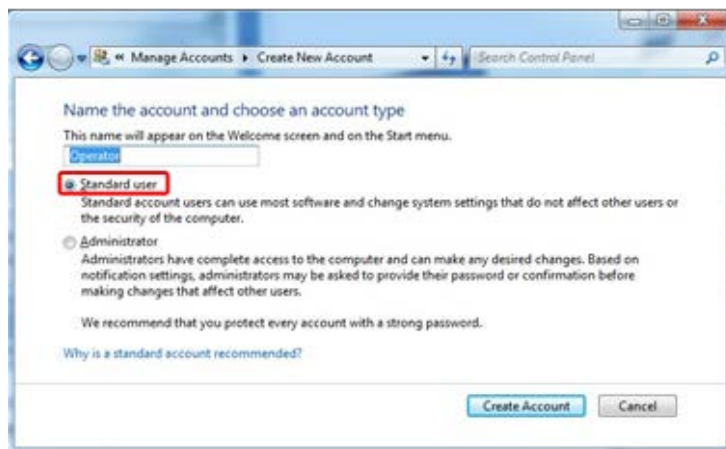 « Manage Accounts ▸ Create New Account
Search Control Panel
Name the account and choose an account type
This name will appear on the Welcome screen and on the Start menu.
Operator
Standard user
Standard account users can use most software and change system settings that do not affect other users or
the security of the computer.
Administrator
Administrators have complete access to the computer and can make any desired changes. Based on
notification settings, administrators may be asked to provide their password or confirmation before
making changes that affect other users.
We recommend that you protect every account with a strong password.
Why is a standard account recommended?
Create Account
Cancel